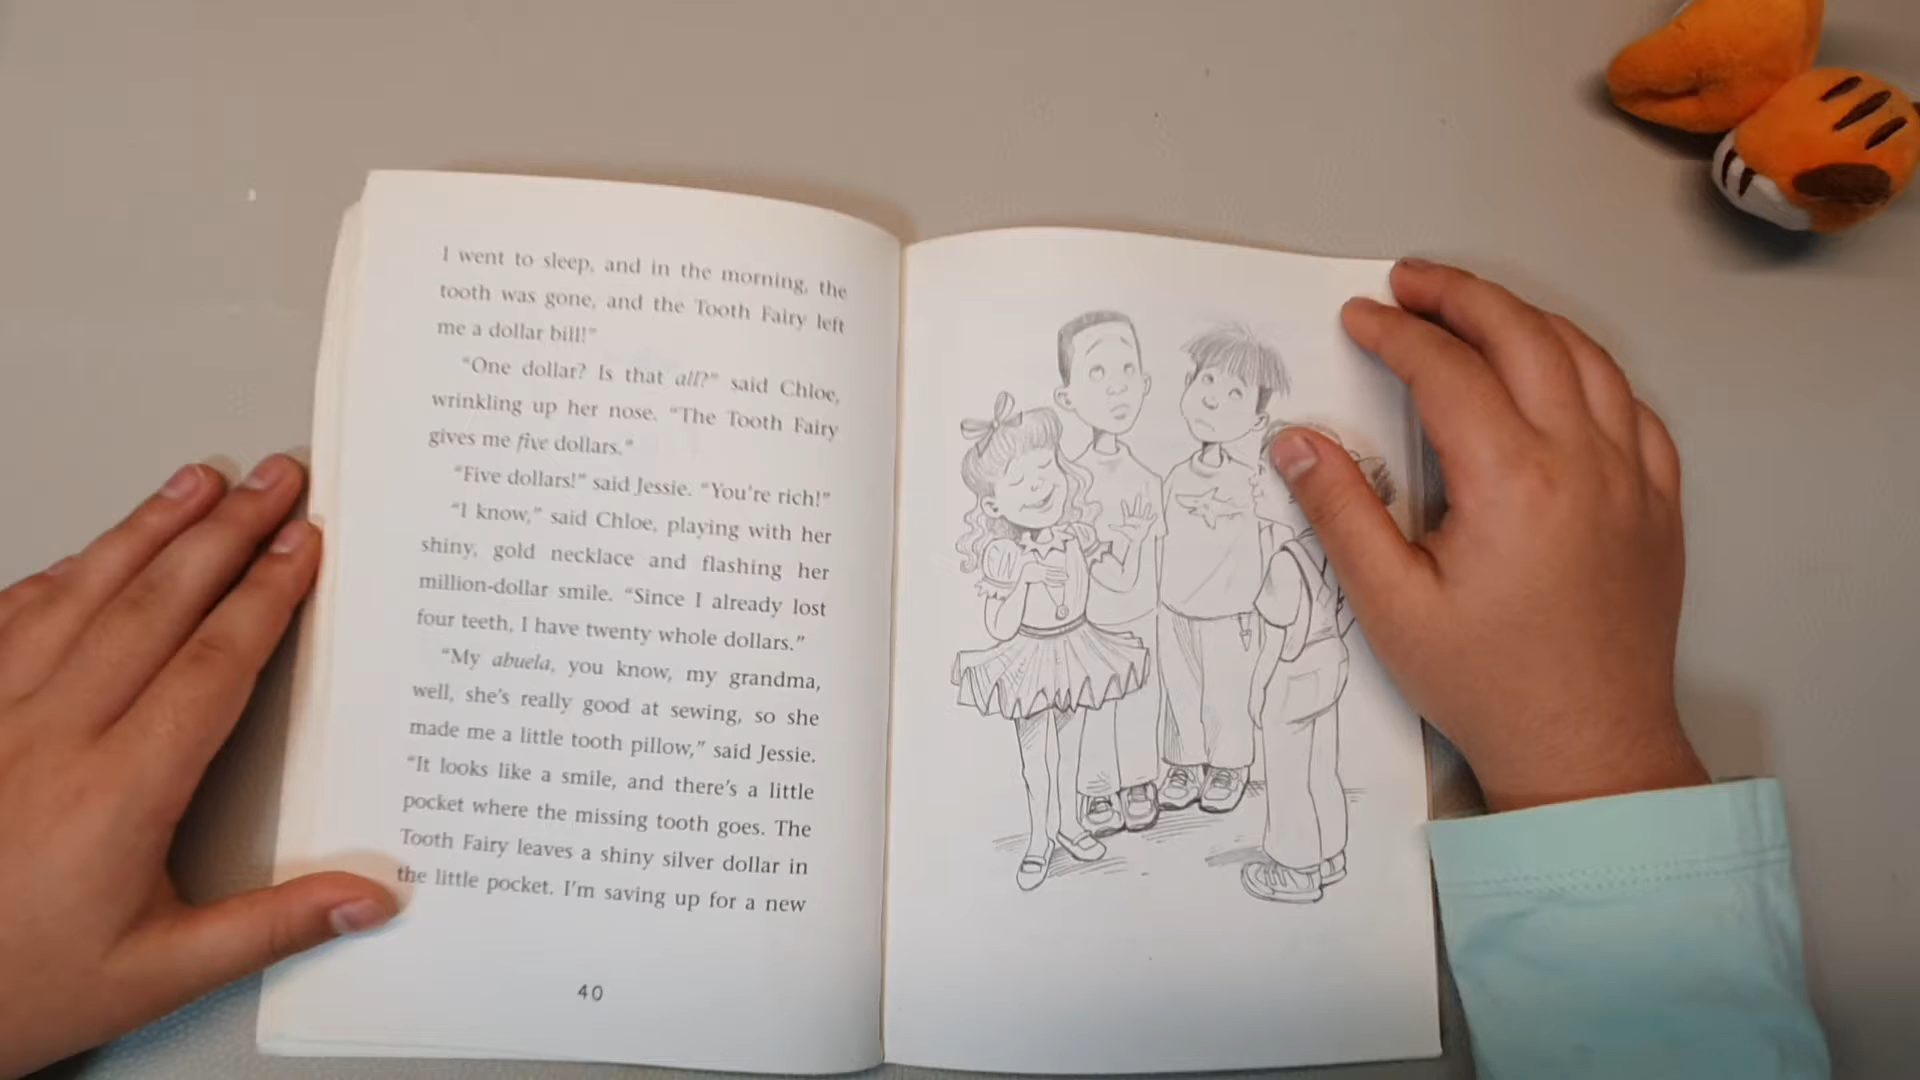 I went to sleep, and in the morning, the
tooth was gone, and the Tooth Fairy left
me a dollar bill!”
“One dollar? Is that all?” said Chloe,
wrinkling up her nose. “The Tooth Fairy
gives me five dollars.”
“Five dollars!” said Jessie. “You’re rich!”
“I know,” said Chloe, playing with her
shiny, gold necklace and flashing her
million-dollar smile. “Since I already lost
four teeth, I have twenty whole dollars.”
“My abuela, you know, my grandma,
well, she’s really good at sewing, so she
made me a little tooth pillow,” said Jessie.
“It looks like a smile, and there’s a little
pocket where the missing tooth goes. The
Tooth Fairy leaves a shiny silver dollar in
the little pocket. I’m saving up for a new
40